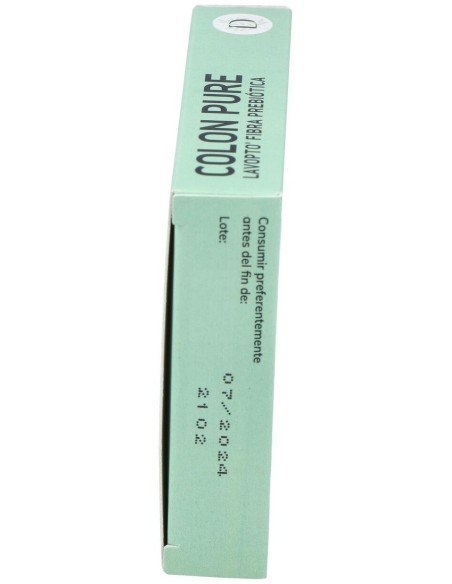 D
COLON PURE
LAVOPTO® FIBRA PREBIÓTICA
Consumir preferentemente
antes del fin de:
Lote:
07/2024
2102